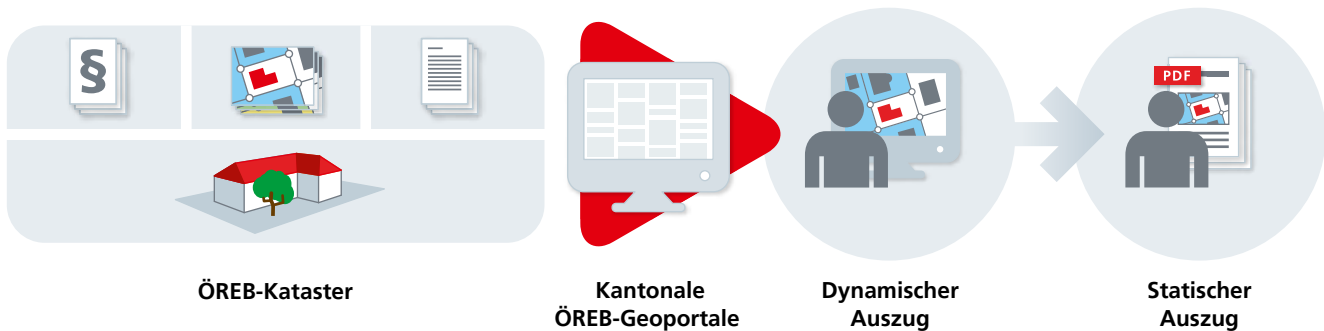 §
PDF
ÖREB-Kataster
Kantonale
ÖREB-Geoportale
Dynamischer
Auszug
Statischer
Auszug